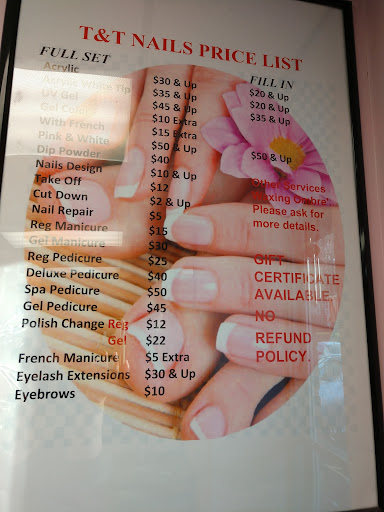 T&T NAILS PRICE LIST
FULL SET FILL IN
Acrylic $30 & Up $20 & Up
Acrylic White Tip $35 & Up $20 & Up
UV Gel $45 & Up $35 & Up
Gel $10 Extra
With French $15 Extra
Pink & White $50 & Up $50 & Up
Dip Powder $40
Nails Design $10 & Up
Take Off $12
Cut Down $2 & Up
Nail Repair $5
Reg Manicure $15
Gel Manicure $30
Reg Pedicure $25
Deluxe Pedicure $40
Spa Pedicure $50
Gel Pedicure $45
Polish Change Reg $12
Gel $22
French Manicure $5 Extra
Eyelash Extensions $30 & Up
Eyebrows $10
Other Services
Ombre'.
Please ask for
more details.
GIFT
CERTIFICATE
AVAILABLE.
NO
REFUND
POLICY.